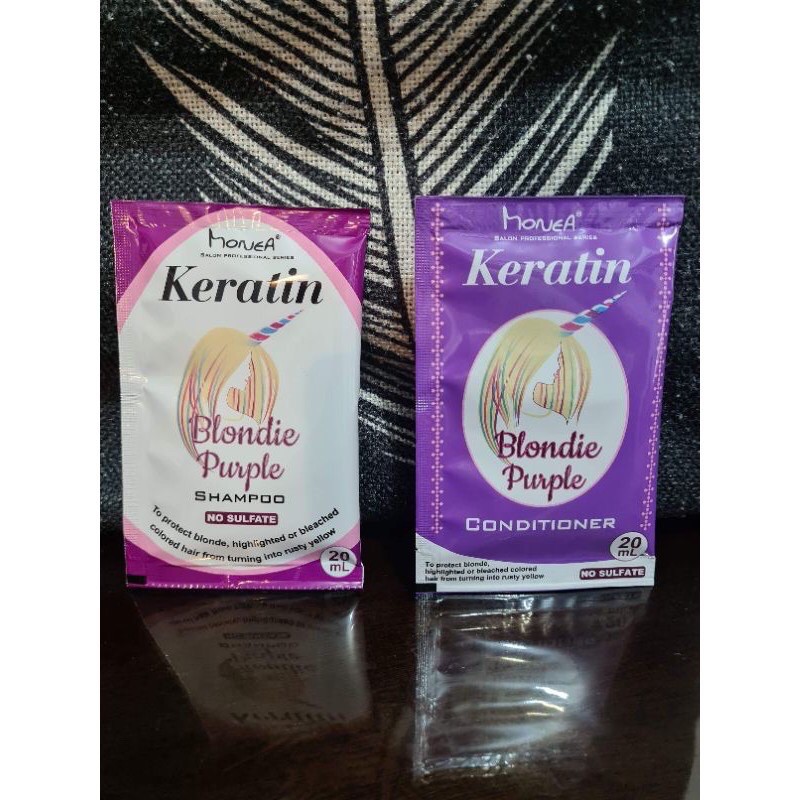 MONEA®
SALON PROFESSIONAL SERIES
Keratin
Blondie
Purple
SHAMPOO
NO SULFATE
To protect blonde, highlighted or bleached
colored hair from turning into rusty yellow
20
mL
MONEA®
SALON PROFESSIONAL SERIES
Keratin
Blondie
Purple
CONDITIONER
20
mL
To protect blonde,
highlighted or bleached colored
hair from turning into rusty yellow
NO SULFATE